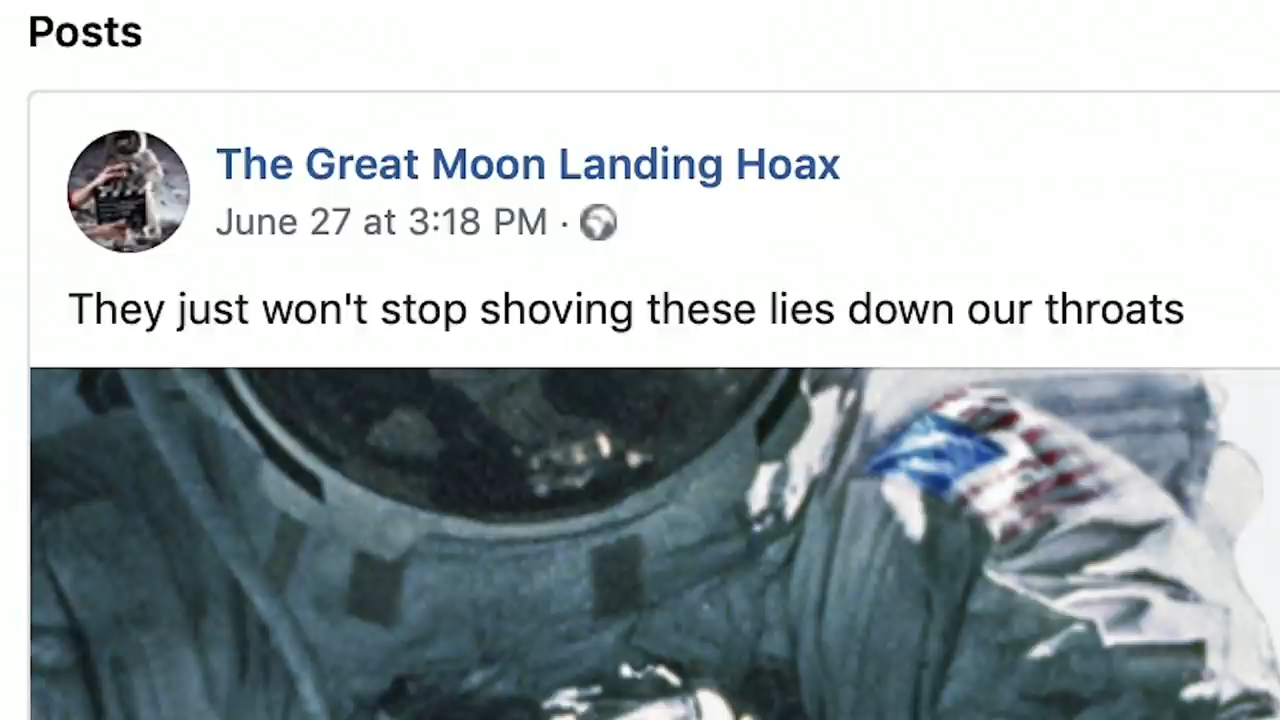 Posts
The Great Moon Landing Hoax
June 27 at 3:18 PM ·
They just won't stop shoving these lies down our throats